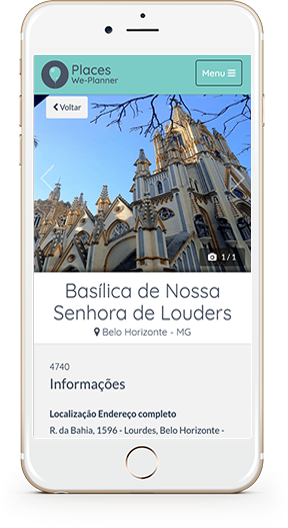 Places
We-Planner
Menu
Voltar
1 / 1
Basílica de Nossa
Senhora de Louders
Belo Horizonte - MG
4740
Informações
Localização Endereço completo
R. da Bahia, 1596 - Lourdes, Belo Horizonte -